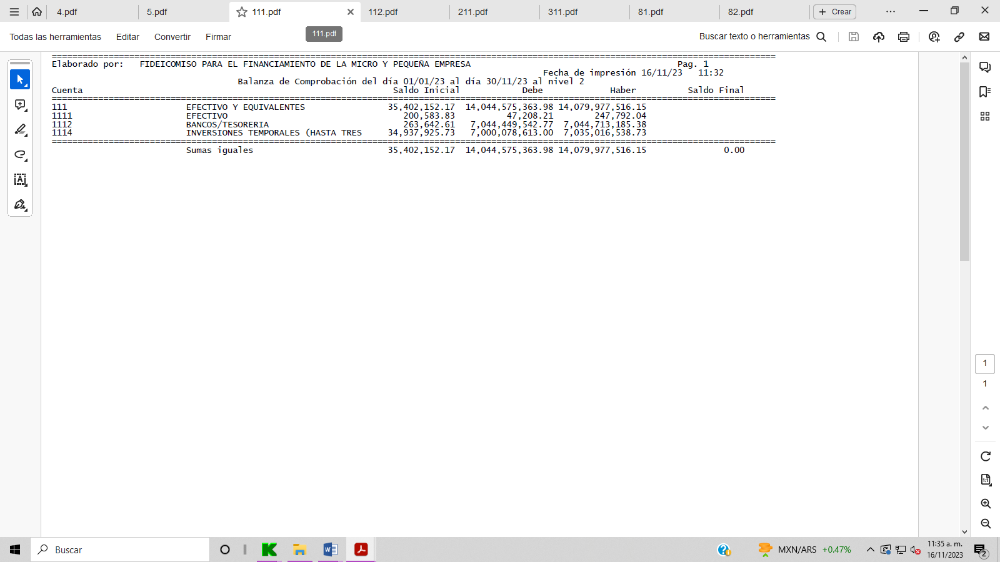 4.pdf 5.pdf 111.pdf 112.pdf 211.pdf 311.pdf 81.pdf 82.pdf + Crear
Todas las herramientas Editar Convertir Firmar 111.pdf Buscar texto o herramientas
Elaborado por: FIDEICOMISO PARA EL FINANCIAMIENTO DE LA MICRO Y PEQUEÑA EMPRESA Pag. 1
Fecha de impresión 16/11/23 11:32
Balanza de Comprobación del día 01/01/23 al día 30/11/23 al nivel 2
Cuenta Saldo Inicial Debe Haber Saldo Final
111 EFECTIVO Y EQUIVALENTES 35,402,152.17 14,044,575,363.98 14,079,977,516.15
1111 EFECTIVO 200,583.83 47,208.21 247,792.04
1112 BANCOS/TESORERIA 263,642.61 7,044,449,542.77 7,044,713,185.38
1114 INVERSIONES TEMPORALES (HASTA TRES 34,937,925.73 7,000,078,613.00 7,035,016,538.73
Sumas iguales 35,402,152.17 14,044,575,363.98 14,079,977,516.15 0.00
1
1
Buscar MXN/ARS +0.47% 11:35 a. m.
16/11/2023 2